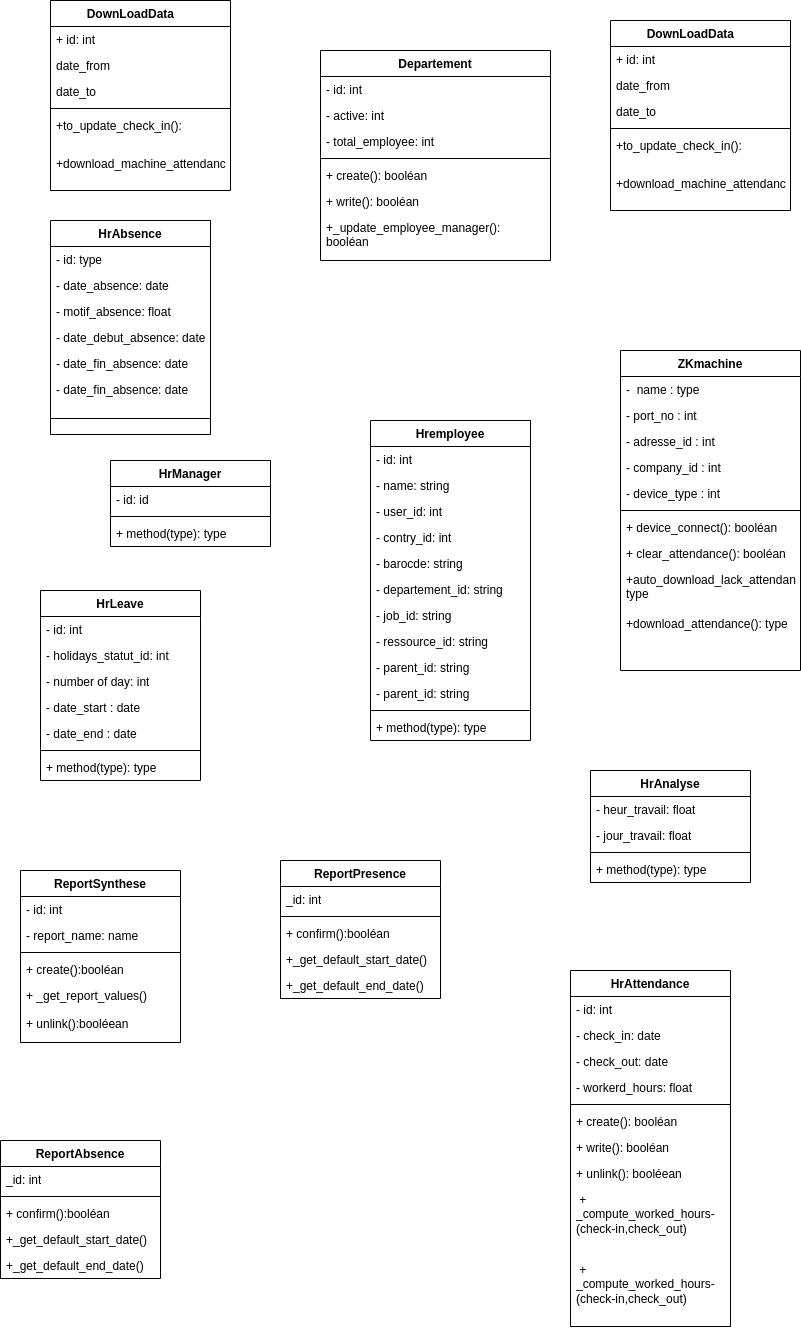 DownLoadData
+ id: int
date_from
date_to
+to_update_check_in():
+download_machine_attendanc
Departement
- id: int
- active: int
- total_employee: int
+ create(): booléan
+ write(): booléan
+_update_employee_manager():
booléan
DownLoadData
+ id: int
date_from
date_to
+to_update_check_in():
+download_machine_attendanc
HrAbsence
- id: type
- date_absence: date
- motif_absence: float
- date_debut_absence: date
- date_fin_absence: date
- date_fin_absence: date
ZKmachine
-  name : type
- port_no : int
- adresse_id : int
- company_id : int
- device_type : int
+ device_connect(): booléan
+ clear_attendance(): booléan
+auto_download_lack_attendan
type
+download_attendance(): type
Hremployee
- id: int
- name: string
- user_id: int
- contry_id: int
- barocde: string
- departement_id: string
- job_id: string
- ressource_id: string
- parent_id: string
- parent_id: string
+ method(type): type
HrManager
- id: id
+ method(type): type
HrLeave
- id: int
- holidays_statut_id: int
- number of day: int
- date_start : date
- date_end : date
+ method(type): type
HrAnalyse
- heur_travail: float
- jour_travail: float
+ method(type): type
ReportSynthese
- id: int
- report_name: name
+ create():booléan
+ _get_report_values()
+ unlink():booléean
ReportPresence
_id: int
+ confirm():booléan
+_get_default_start_date()
+_get_default_end_date()
HrAttendance
- id: int
- check_in: date
- check_out: date
- workerd_hours: float
+ create(): booléan
+ write(): booléan
+ unlink(): booléean
+
_compute_worked_hours-
(check-in,check_out)
+
_compute_worked_hours-
(check-in,check_out)
ReportAbsence
_id: int
+ confirm():booléan
+_get_default_start_date()
+_get_default_end_date()